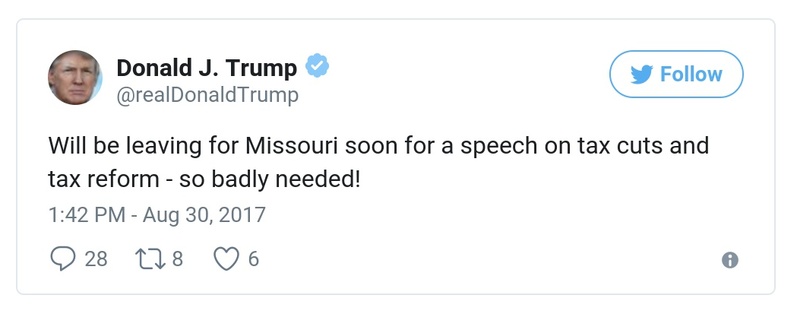 Donald J. Trump
@realDonaldTrump
Follow
Will be leaving for Missouri soon for a speech on tax cuts and
tax reform - so badly needed!
1:42 PM - Aug 30, 2017
28 8 6